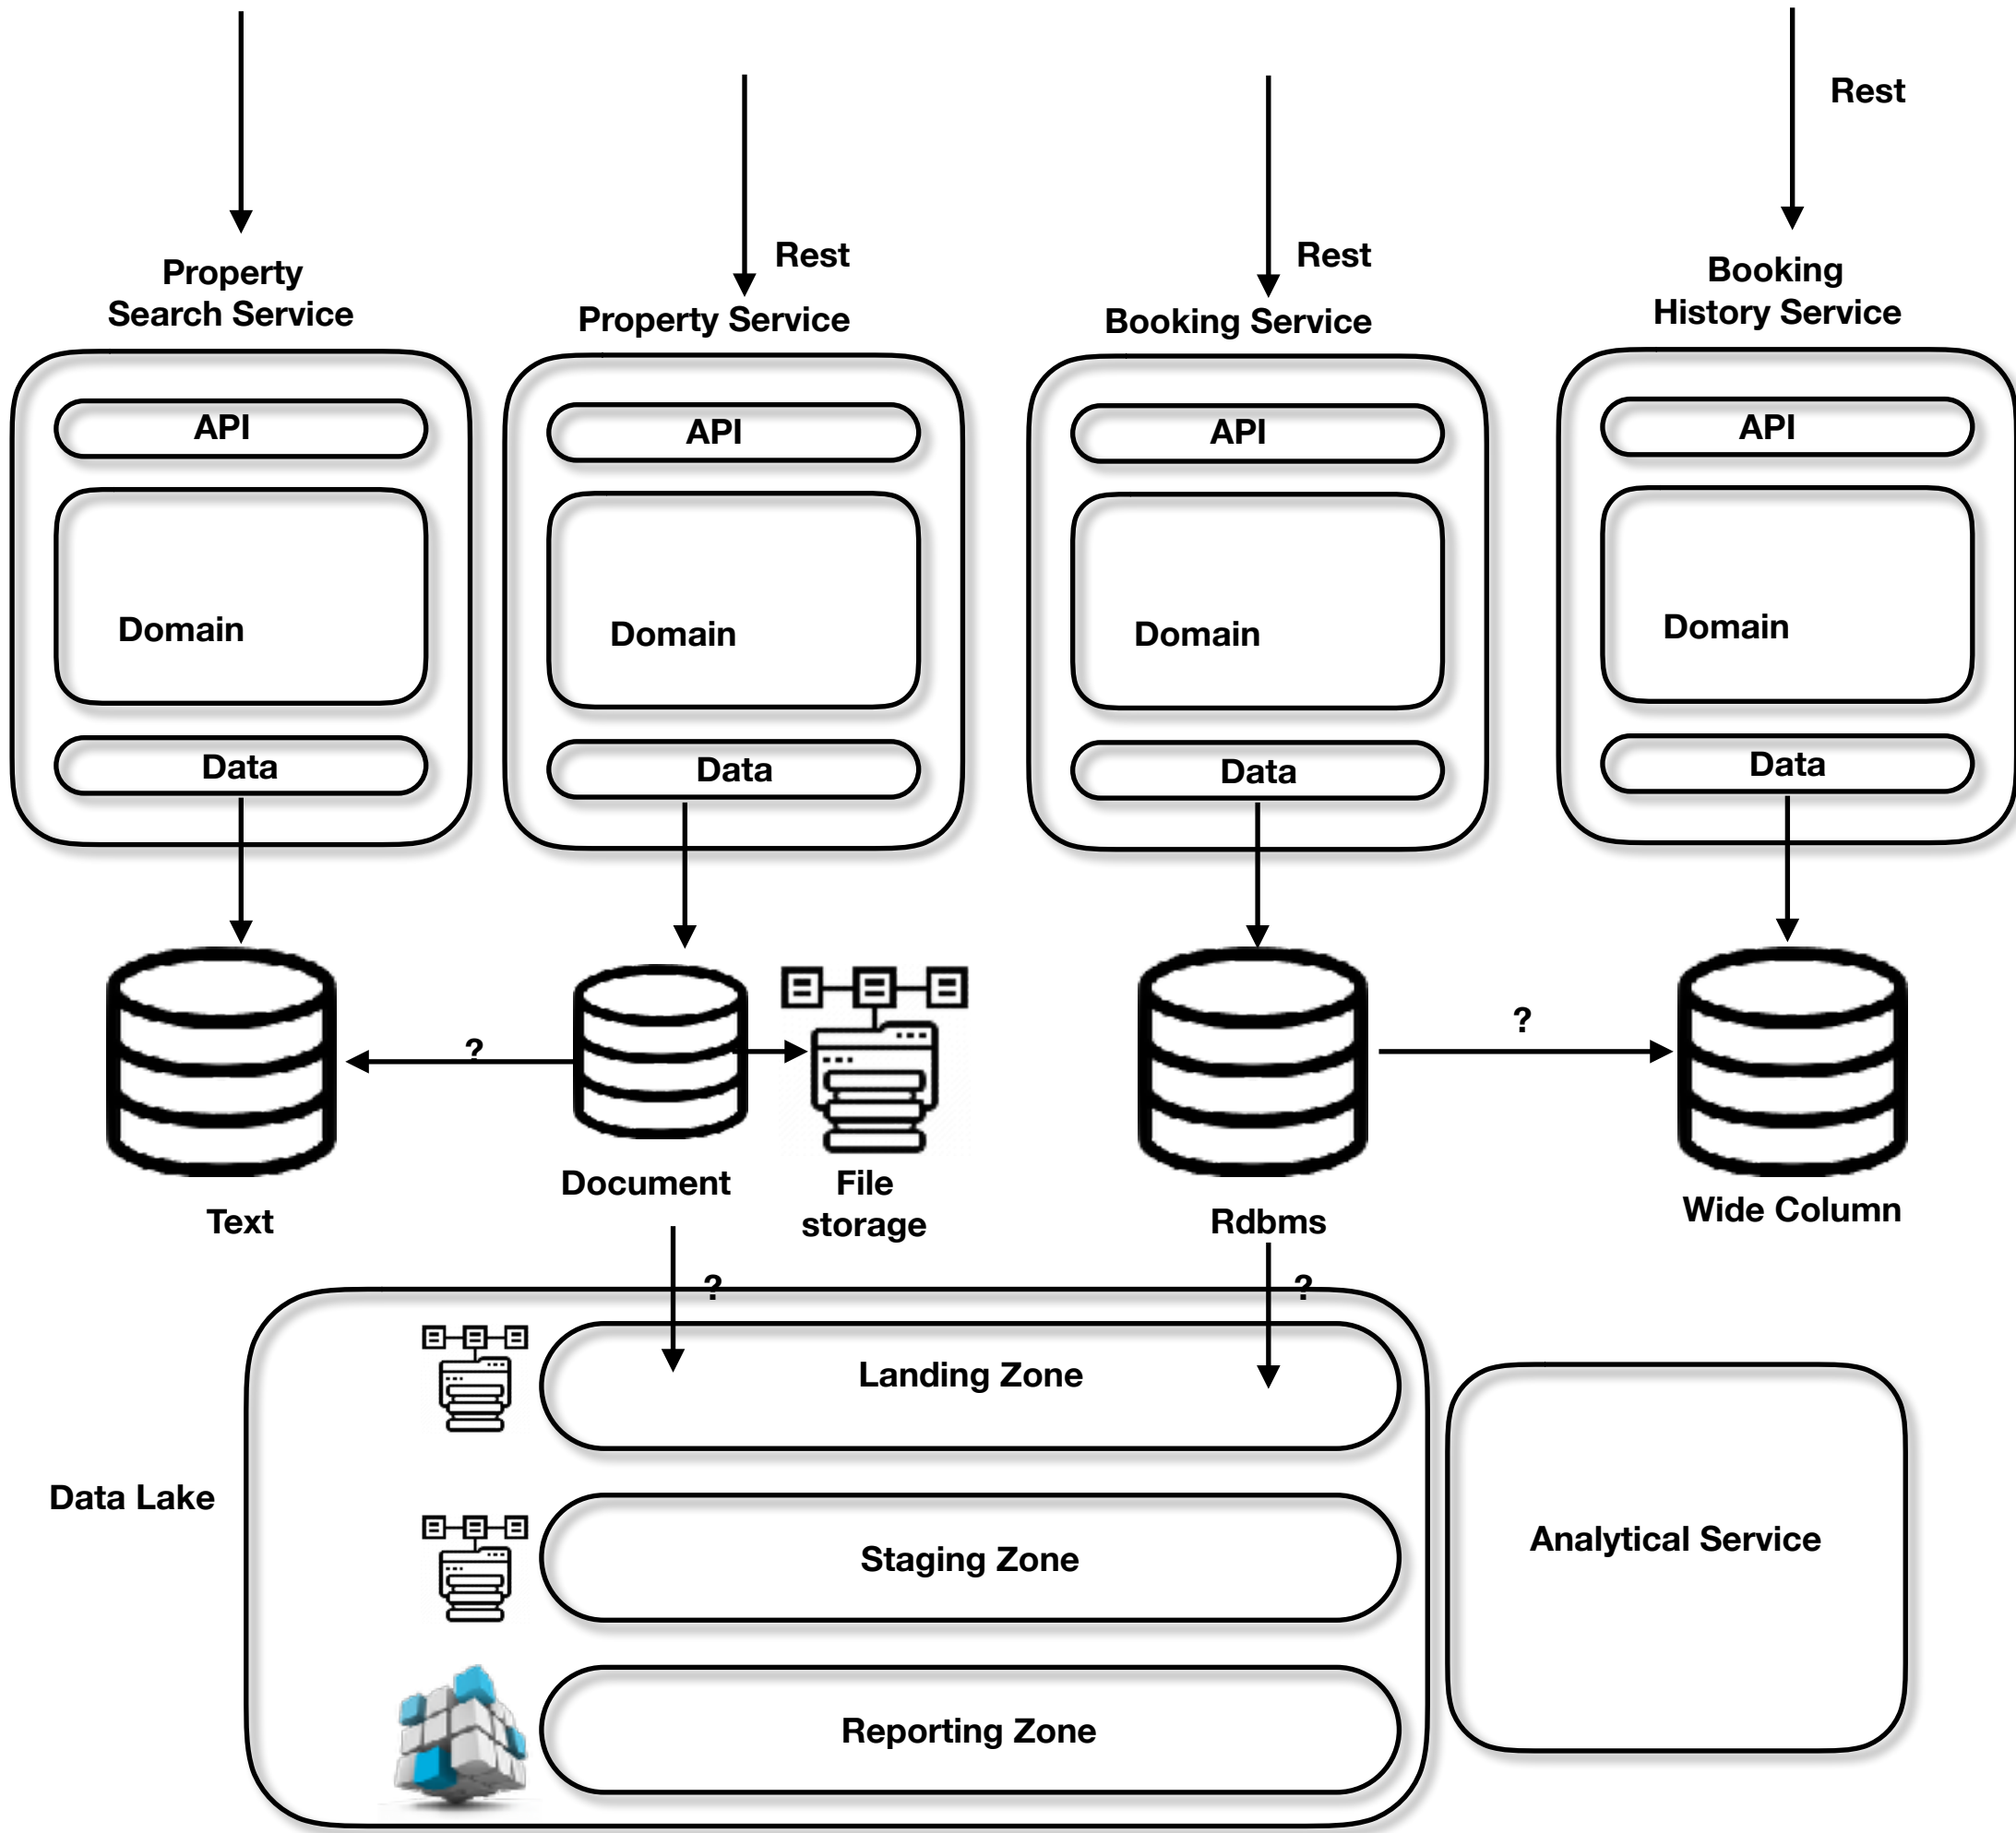 Rest
Rest
Rest
Property
Search Service
Property Service
Booking Service
Booking
History Service
API
API
API
API
Domain
Domain
Domain
Domain
Data
Data
Data
Data
?
?
Text
Document
File
storage
Rdbms
Wide Column
?
?
Landing Zone
Data Lake
Staging Zone
Analytical Service
Reporting Zone